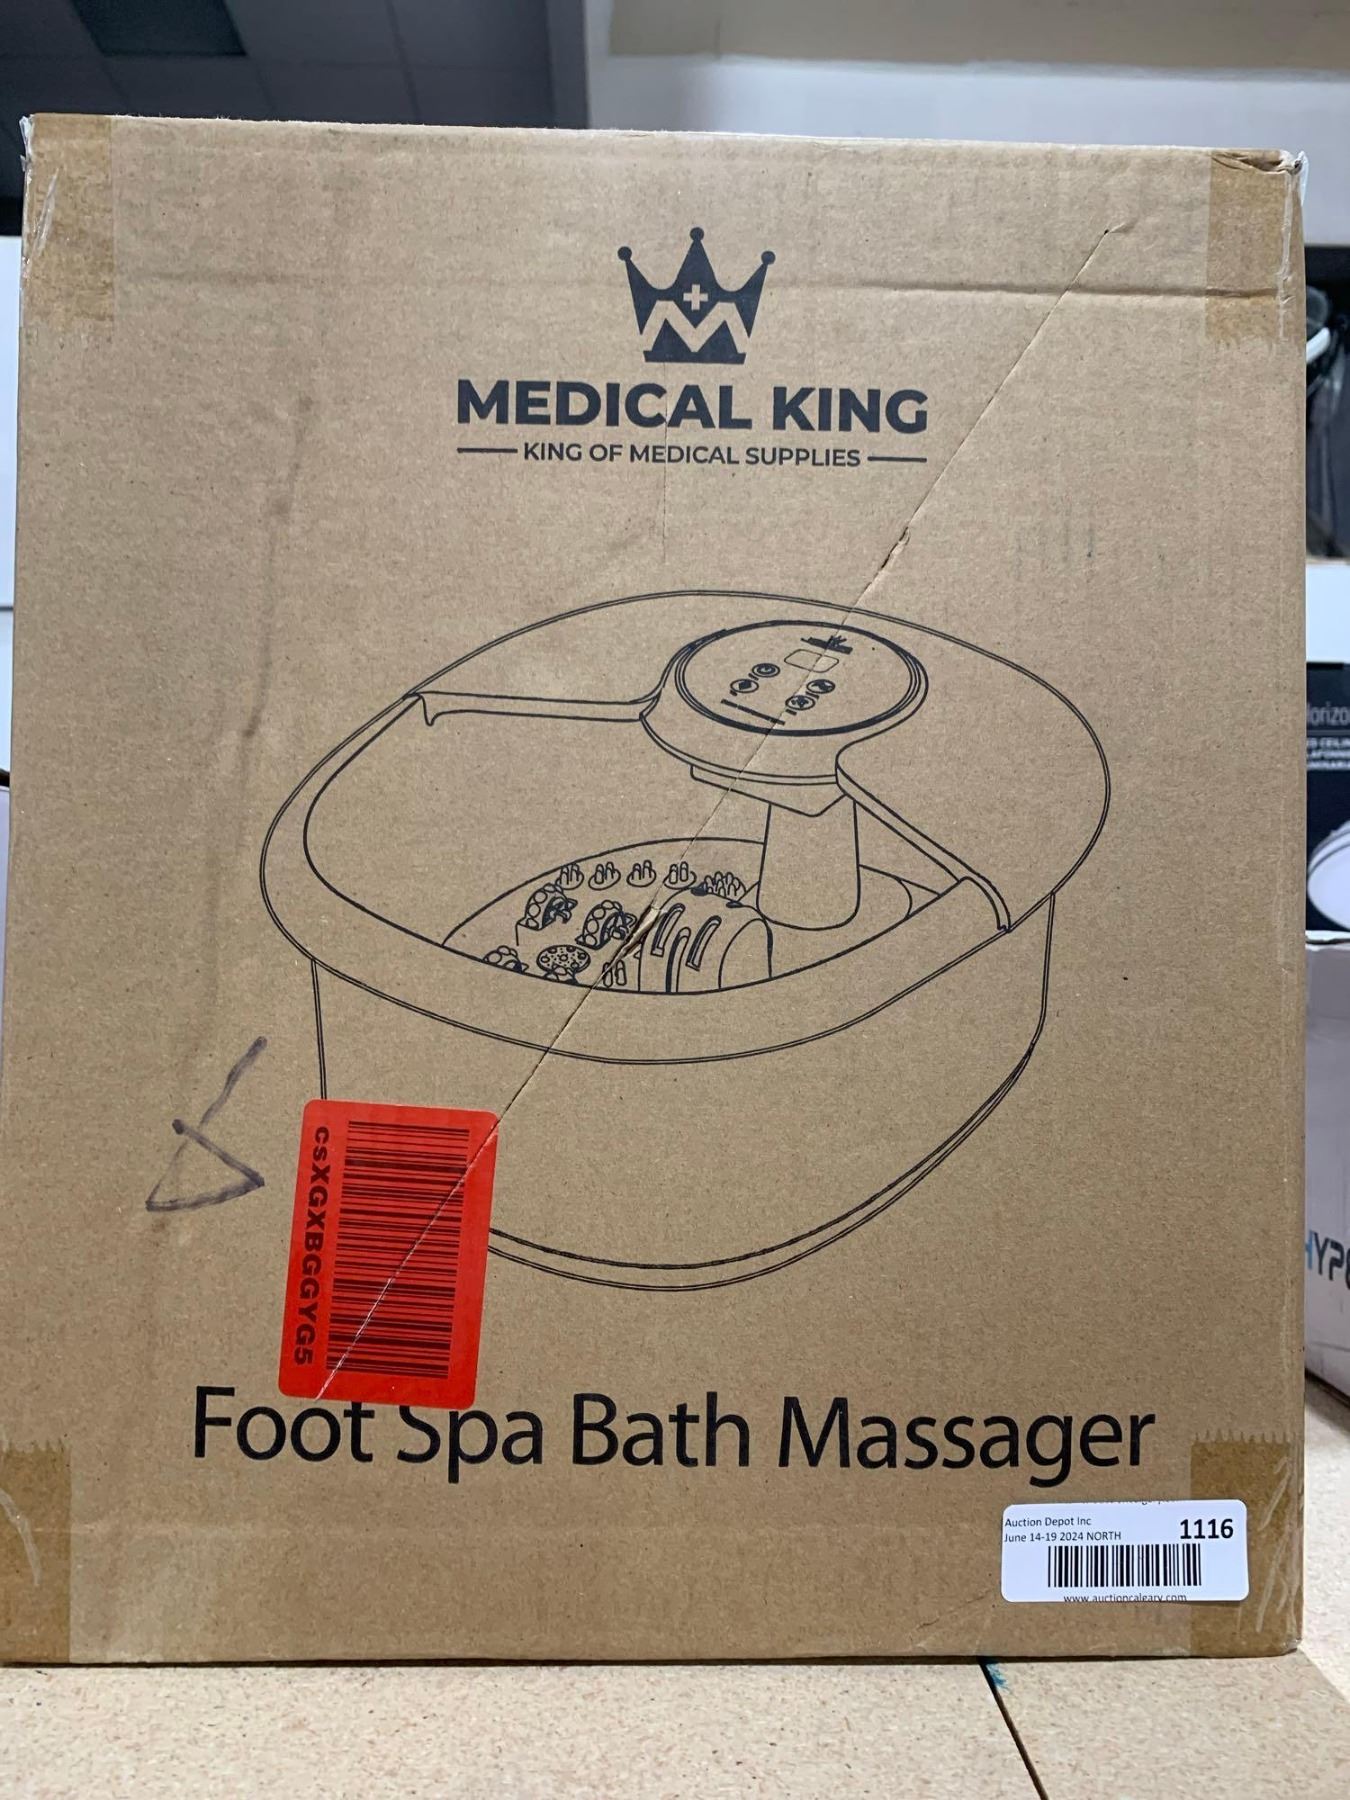 MEDICAL KING
KING OF MEDICAL SUPPLIES
csXGXBGGYG5
Foot Spa Bath Massager
Auction Depot Inc
June 14-19 2024 NORTH
1116
www.auctioncalgary.com
HYP